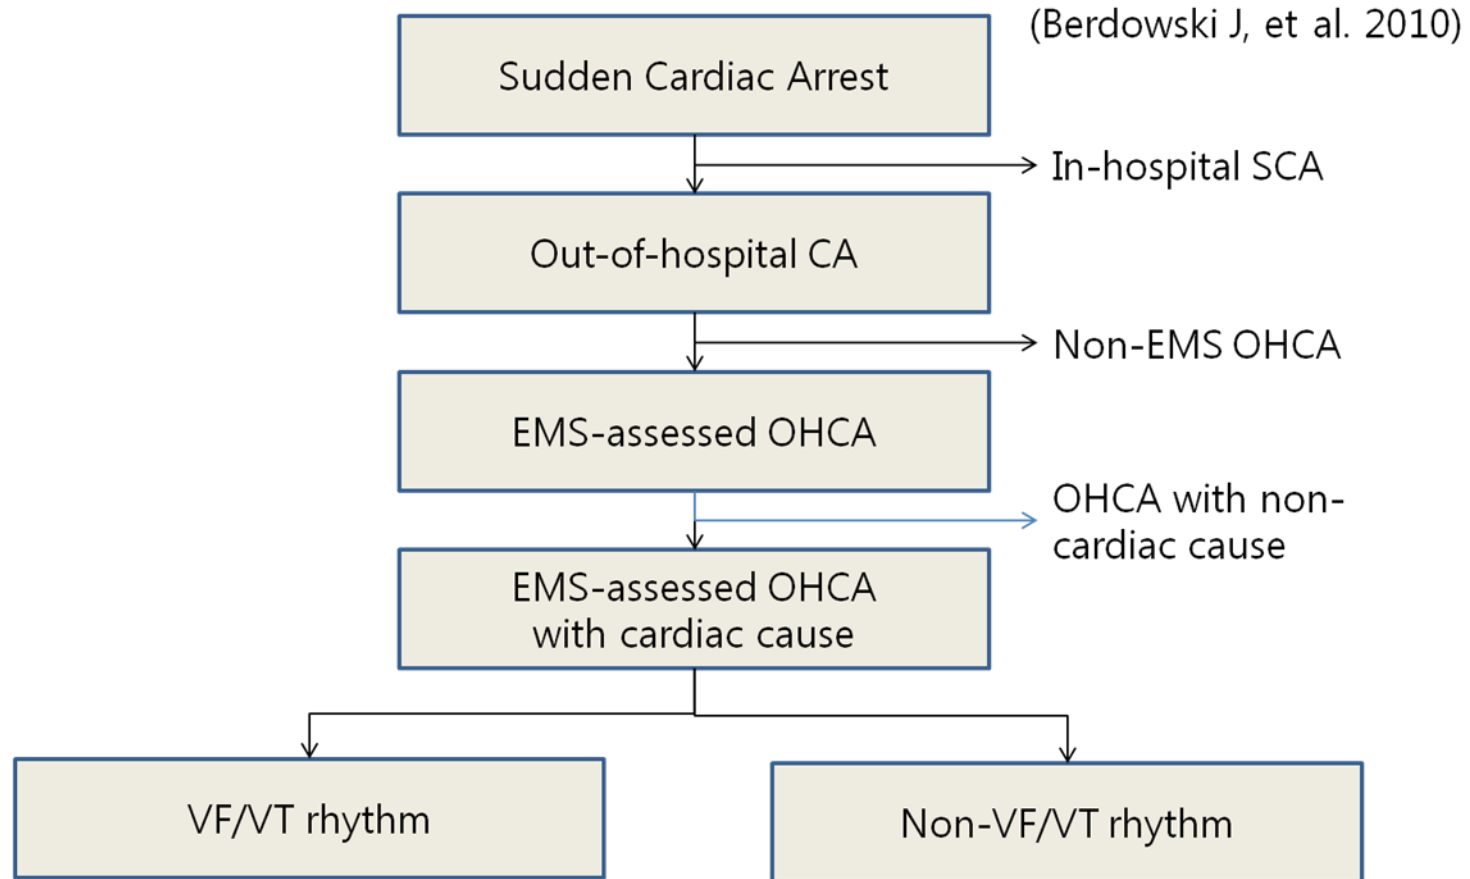 (Berdowski J, et al. 2010)
Sudden Cardiac Arrest
In-hospital SCA
Out-of-hospital CA
Non-EMS OHCA
EMS-assessed OHCA
OHCA with non-
cardiac cause
EMS-assessed OHCA
with cardiac cause
VF/VT rhythm
Non-VF/VT rhythm